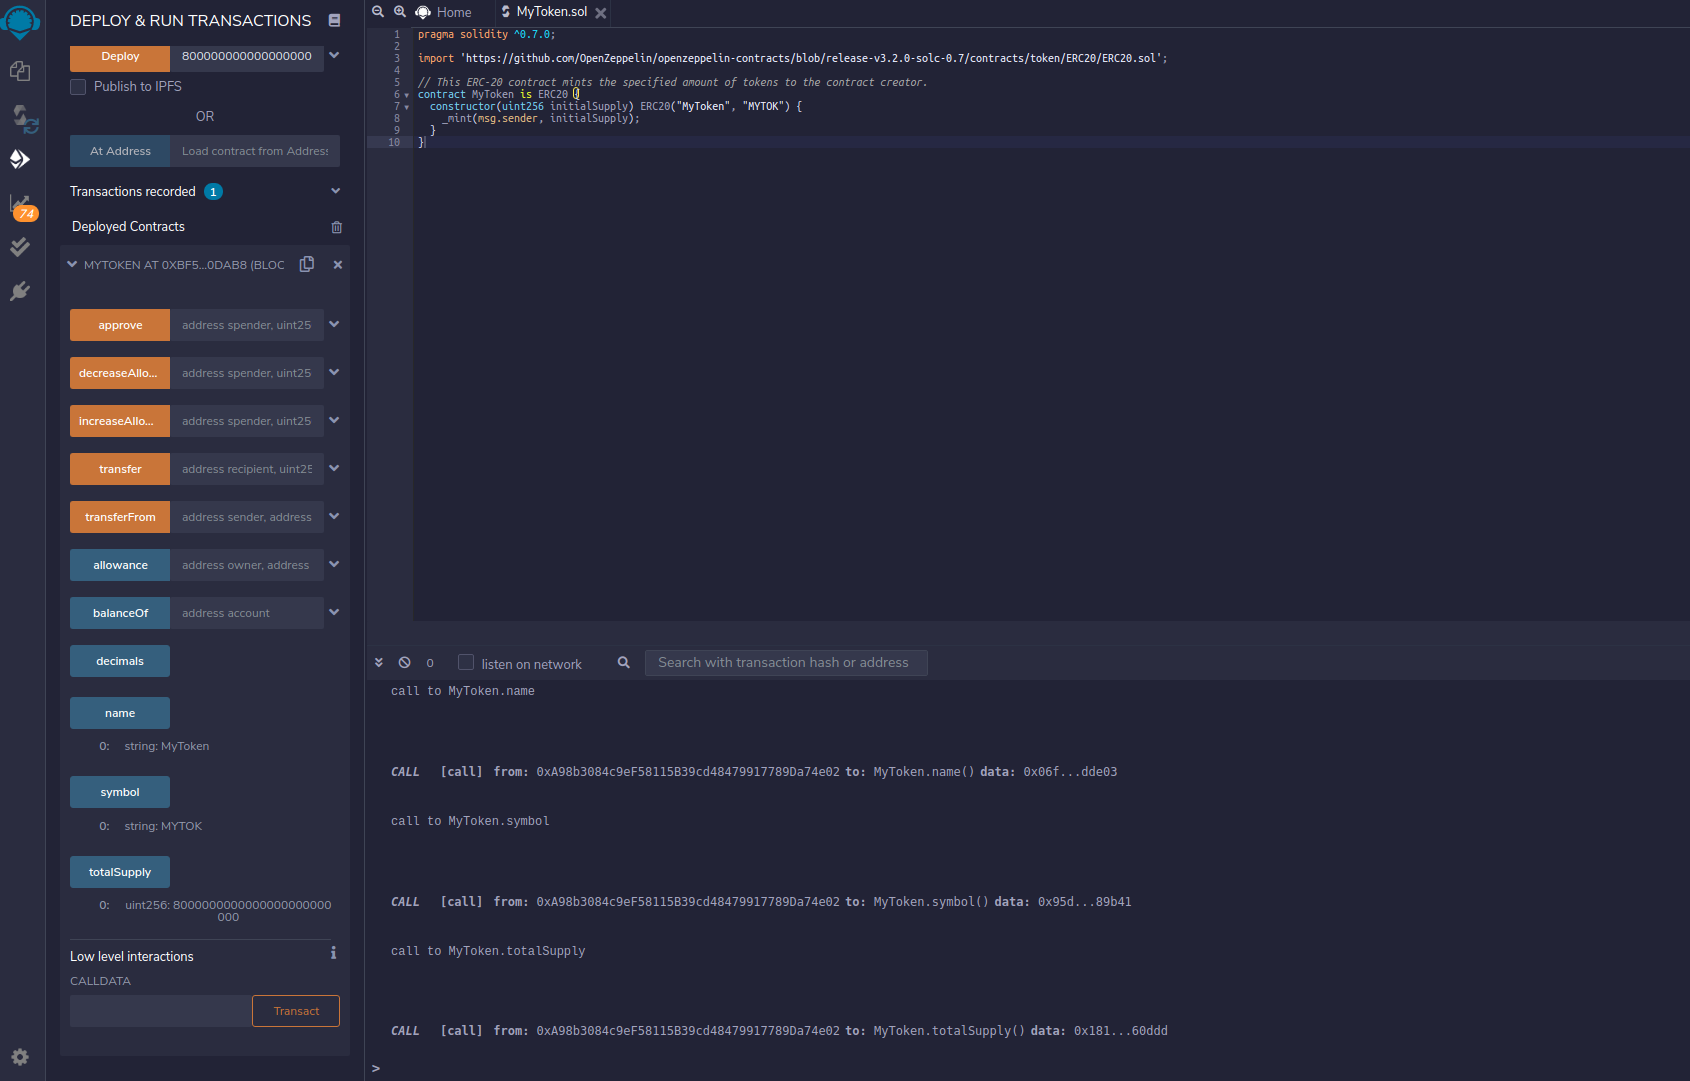 DEPLOY & RUN TRANSACTIONS
Deploy 800000000000000000
Publish to IPFS
OR
At Address Load contract from Address
Transactions recorded 1
74
Deployed Contracts
MYTOKEN AT 0XBF5...0DAB8 (BLOC
approve address spender, uint25
decreaseAllo... address spender, uint25
increaseAllo... address spender, uint25
transfer address recipient, uint25
transferFrom address sender, address
allowance address owner, address
balanceOf address account
decimals
name
0: string: MyToken
symbol
0: string: MYTOK
totalSupply
0: uint256: 8000000000000000000000
000
Low level interactions
CALLDATA
Transact
Home MyToken.sol
1 pragma solidity ^0.7.0;
2
3 import 'https://github.com/OpenZeppelin/openzeppelin-contracts/blob/release-v3.2.0-solc-0.7/contracts/token/ERC20/ERC20.sol';
4
5 // This ERC-20 contract mints the specified amount of tokens to the contract creator.
6 contract MyToken is ERC20 {
7 constructor(uint256 initialSupply) ERC20("MyToken", "MYTOK") {
8 _mint(msg.sender, initialSupply);
9 }
10 }
0 listen on network Search with transaction hash or address
call to MyToken.name
CALL [call] from: 0xA98b3084c9eF58115B39cd48479917789Da74e02 to: MyToken.name() data: 0x06f...dde03
call to MyToken.symbol
CALL [call] from: 0xA98b3084c9eF58115B39cd48479917789Da74e02 to: MyToken.symbol() data: 0x95d...89b41
call to MyToken.totalSupply
CALL [call] from: 0xA98b3084c9eF58115B39cd48479917789Da74e02 to: MyToken.totalSupply() data: 0x181...60ddd
>